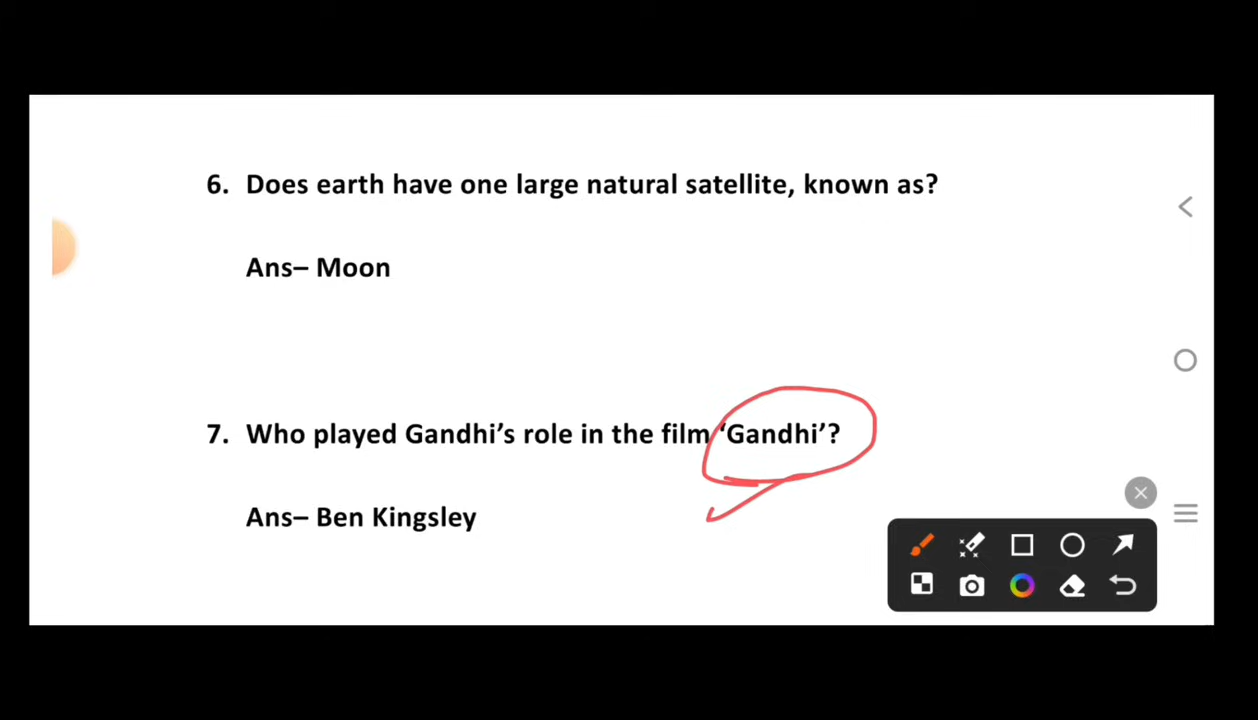 6. Does earth have one large natural satellite, known as?
Ans– Moon
7. Who played Gandhi’s role in the film ‘Gandhi’?
Ans– Ben Kingsley